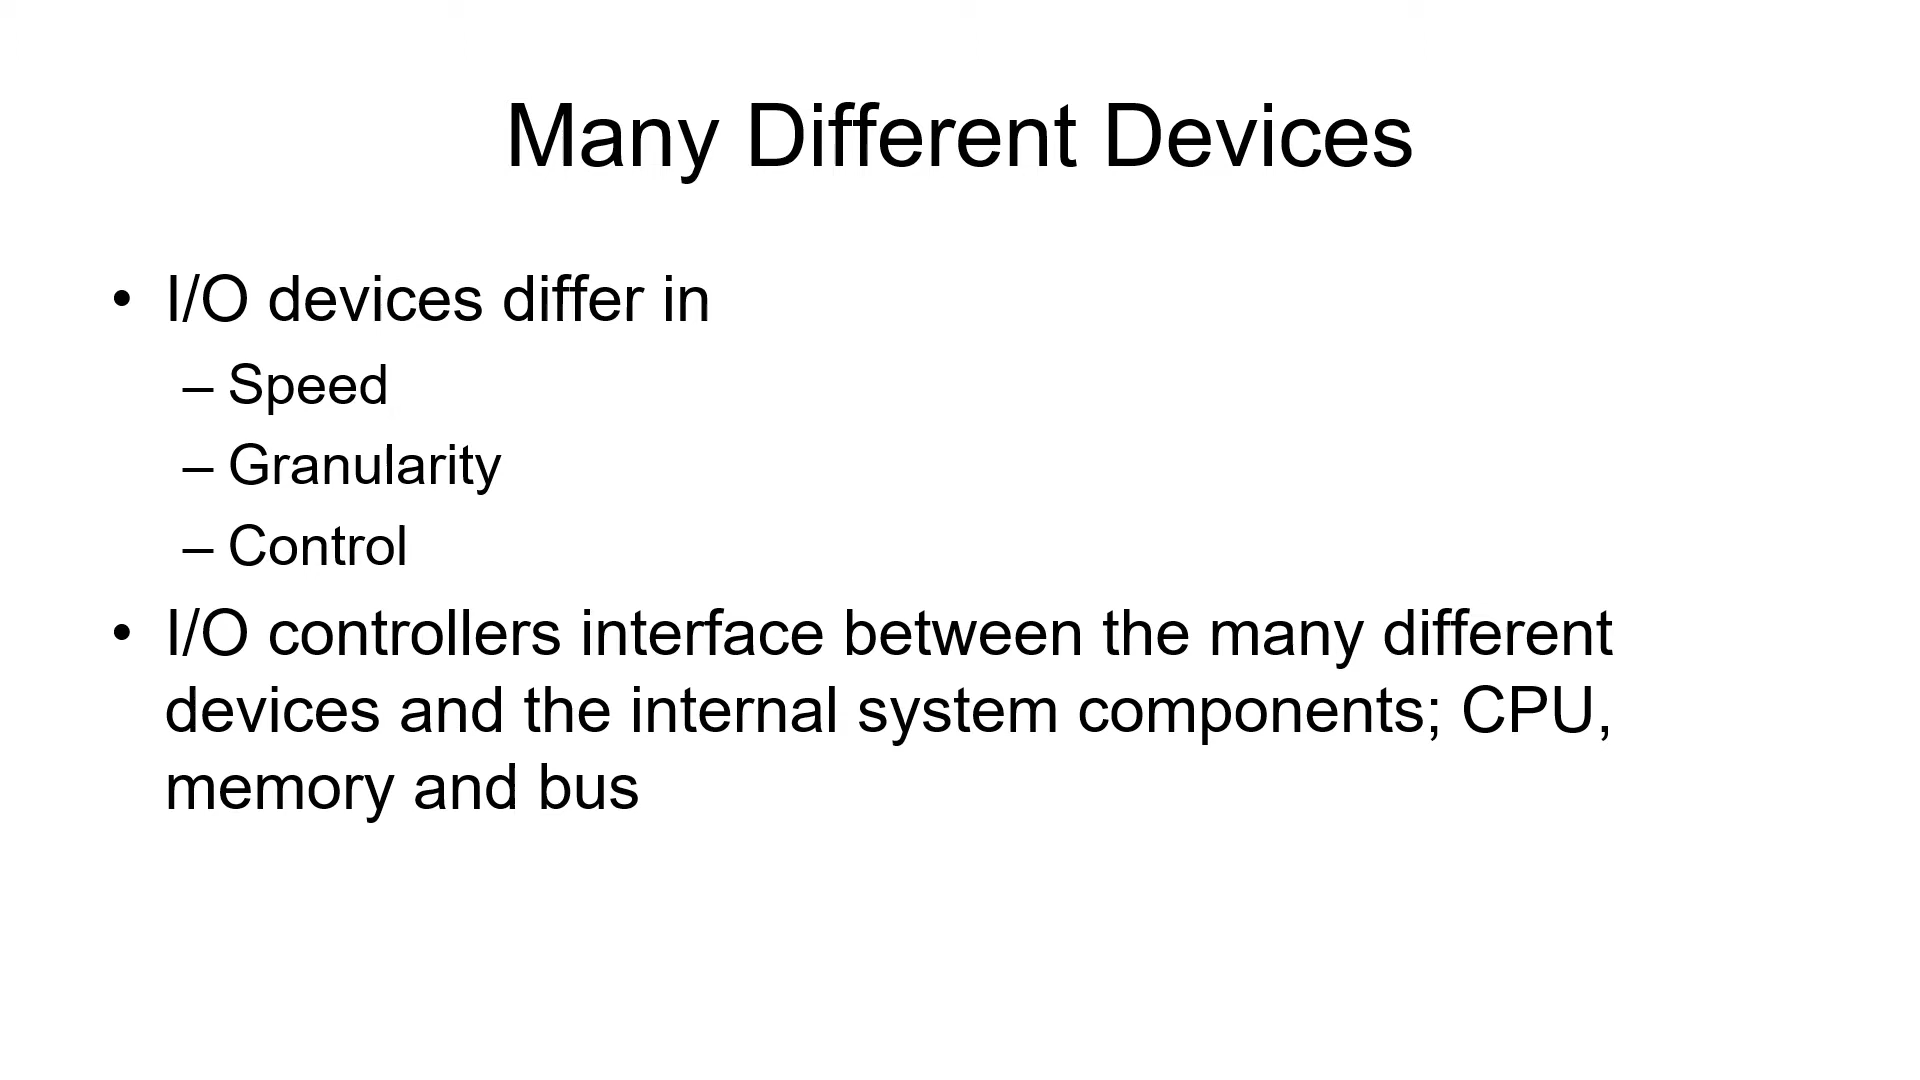 Many Different Devices
• I/O devices differ in
– Speed
– Granularity
– Control
• I/O controllers interface between the many different
devices and the internal system components; CPU,
memory and bus